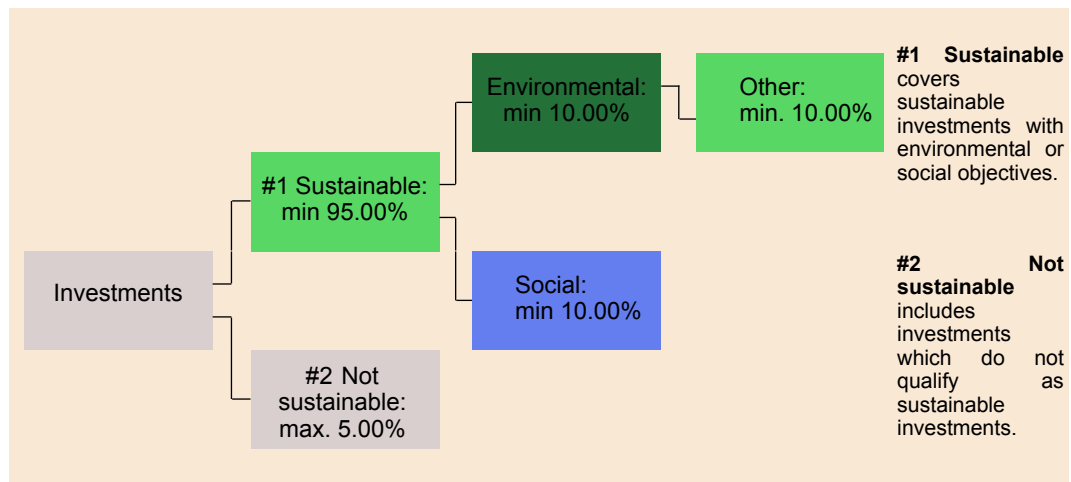 Investments
#1 Sustainable:
min 95.00%
#2 Not
sustainable:
max. 5.00%
Environmental:
min 10.00%
Social:
min 10.00%
Other:
min. 10.00%
#1 Sustainable
covers
sustainable
investments with
environmental or
social objectives.
#2 Not
sustainable
includes
investments
which do not
qualify as
sustainable
investments.